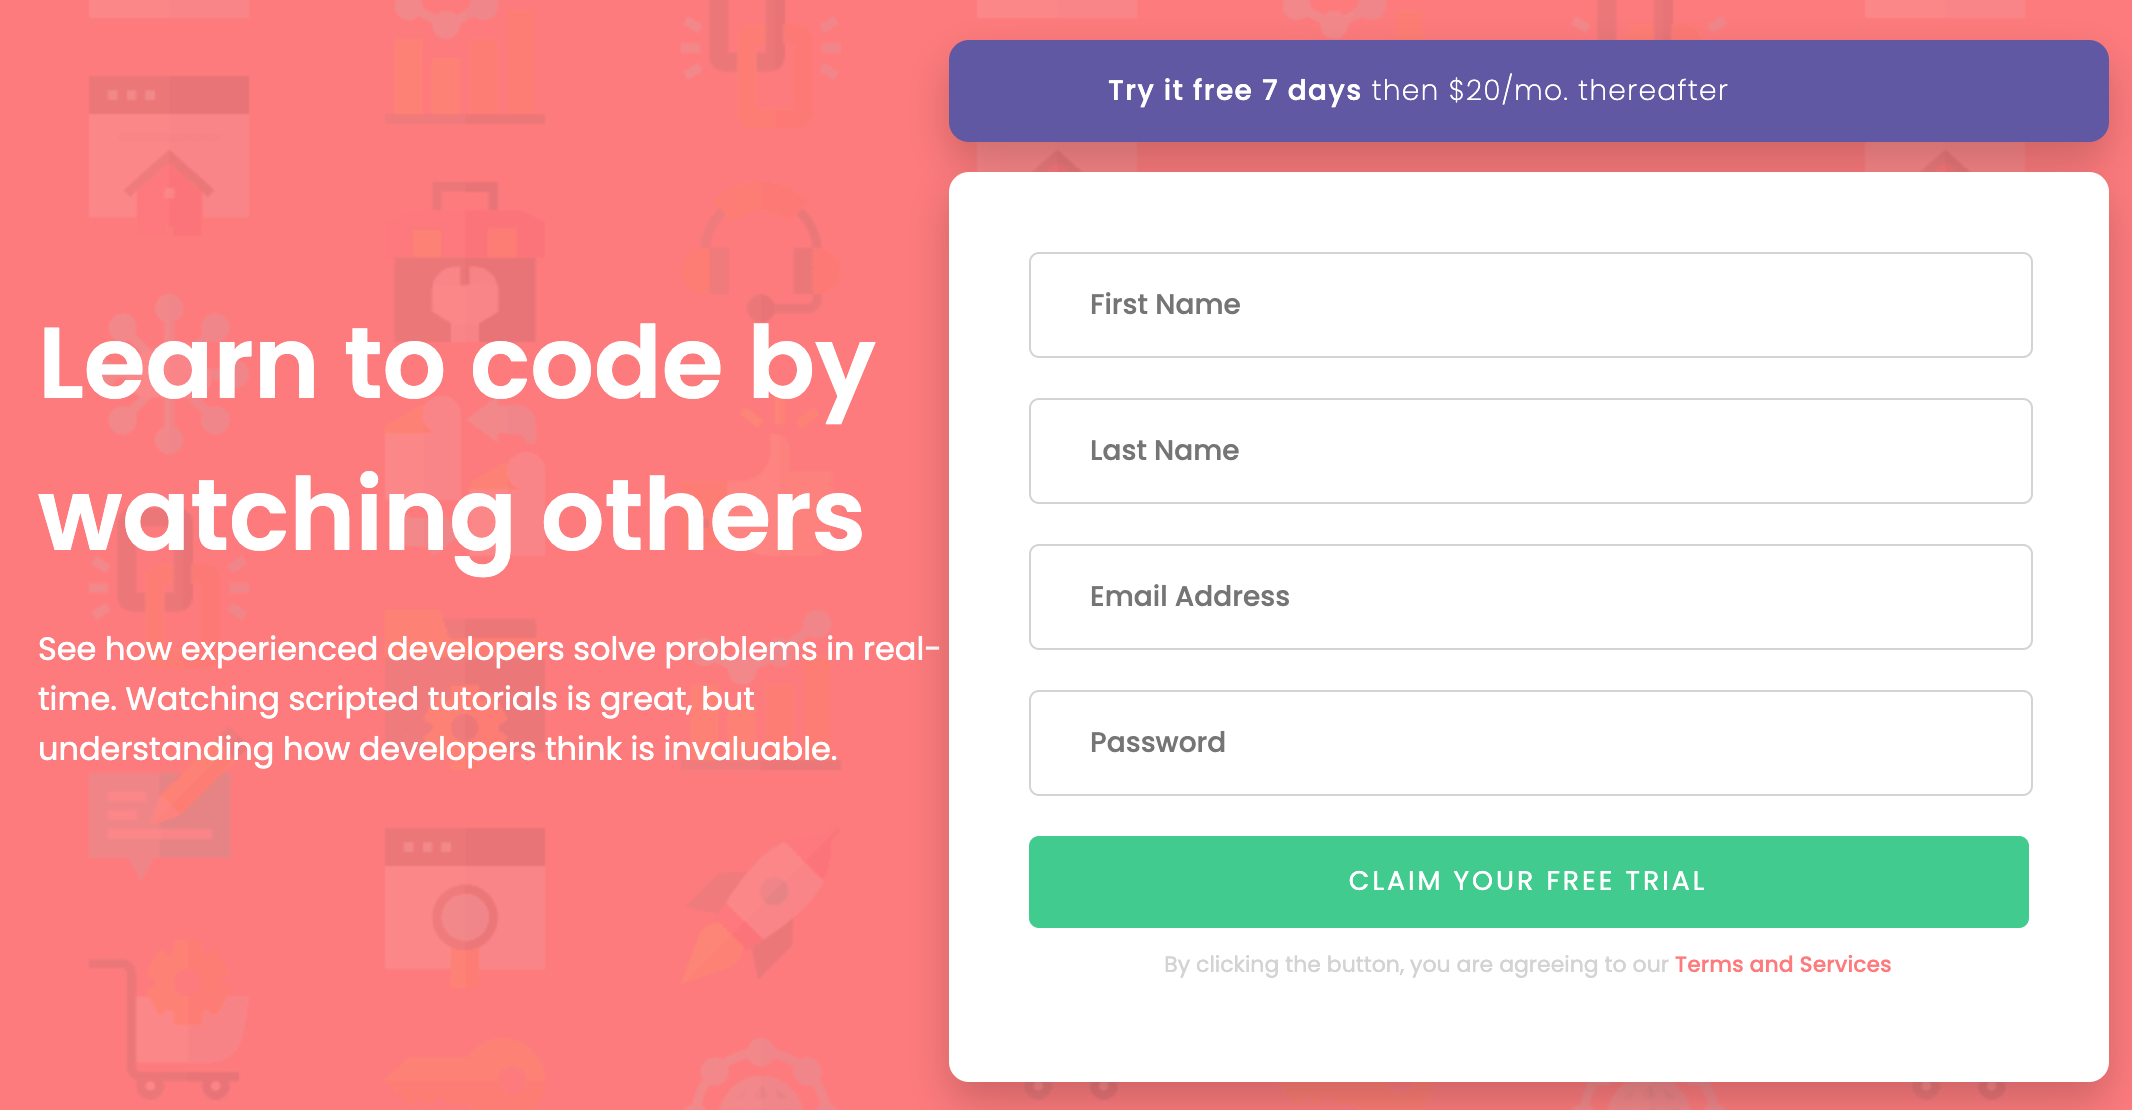 Learn to code by
watching others
See how experienced developers solve problems in real-
time. Watching scripted tutorials is great, but
understanding how developers think is invaluable.
Try it free 7 days then $20/mo. thereafter
First Name
Last Name
Email Address
Password
CLAIM YOUR FREE TRIAL
By clicking the button, you are agreeing to our Terms and Services